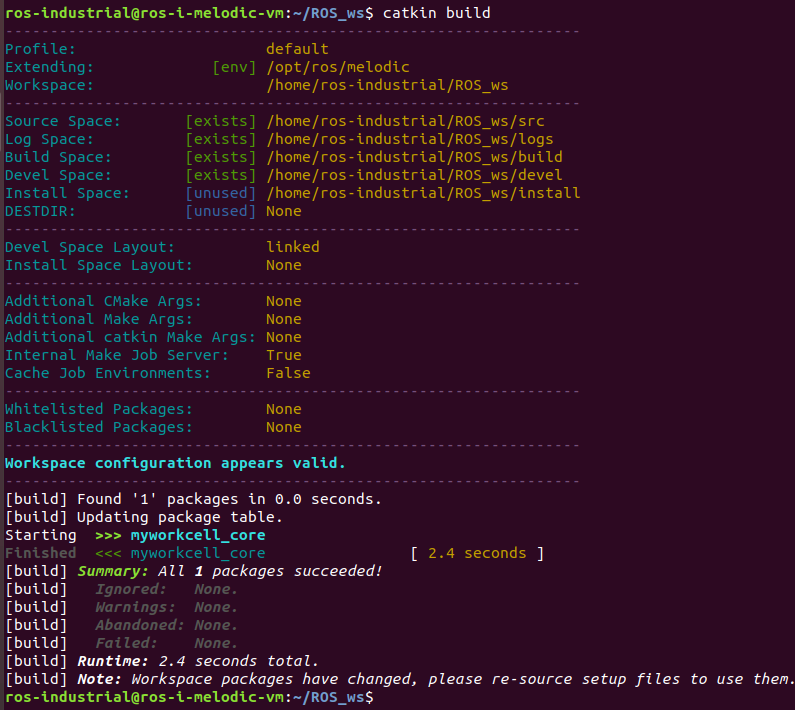 ros-industrial@ros-i-melodic-vm:~/ROS_ws$ catkin build
----------------------------------------------------------------
Profile:                     default
Extending:             [env] /opt/ros/melodic
Workspace:                   /home/ros-industrial/ROS_ws
----------------------------------------------------------------
Source Space:       [exists] /home/ros-industrial/ROS_ws/src
Log Space:          [exists] /home/ros-industrial/ROS_ws/logs
Build Space:        [exists] /home/ros-industrial/ROS_ws/build
Devel Space:        [exists] /home/ros-industrial/ROS_ws/devel
Install Space:      [unused] /home/ros-industrial/ROS_ws/install
DESTDIR:            [unused] None
----------------------------------------------------------------
Devel Space Layout:          linked
Install Space Layout:        None
----------------------------------------------------------------
Additional CMake Args:       None
Additional Make Args:        None
Additional catkin Make Args: None
Internal Make Job Server:    True
Cache Job Environments:      False
----------------------------------------------------------------
Whitelisted Packages:        None
Blacklisted Packages:        None
----------------------------------------------------------------
Workspace configuration appears valid.
----------------------------------------------------------------
[build] Found '1' packages in 0.0 seconds.
[build] Updating package table.
Starting  >>> myworkcell_core
Finished  <<< myworkcell_core                [ 2.4 seconds ]
[build] Summary: All 1 packages succeeded!
[build]   Ignored:   None.
[build]   Warnings:  None.
[build]   Abandoned: None.
[build]   Failed:    None.
[build] Runtime: 2.4 seconds total.
[build] Note: Workspace packages have changed, please re-source setup files to use them.
ros-industrial@ros-i-melodic-vm:~/ROS_ws$